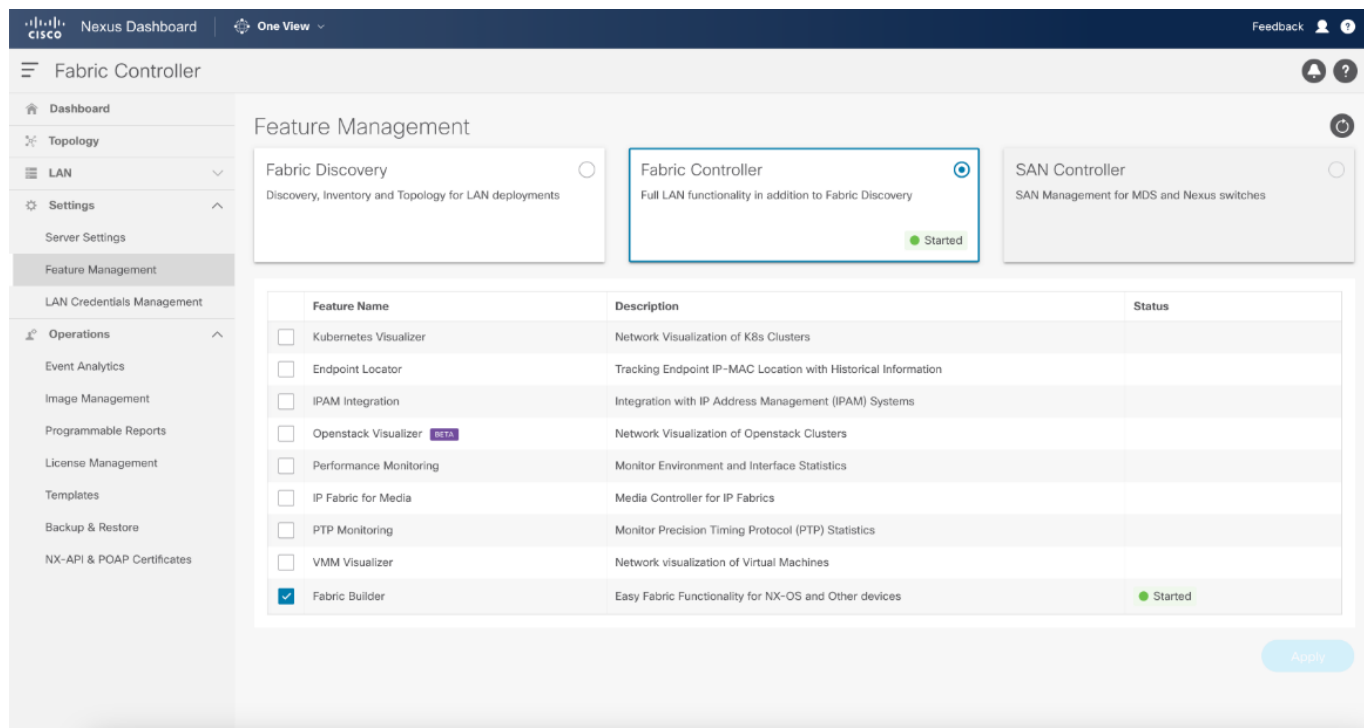 CISCO Nexus Dashboard One View Feedback ?
Fabric Controller ?
Dashboard
Topology
LAN
Settings
Server Settings
Feature Management
LAN Credentials Management
Operations
Event Analytics
Image Management
Programmable Reports
License Management
Templates
Backup & Restore
NX-API & POAP Certificates
Feature Management
Fabric Discovery
Discovery, Inventory and Topology for LAN deployments
Fabric Controller
Full LAN functionality in addition to Fabric Discovery
Started
SAN Controller
SAN Management for MDS and Nexus switches
Feature Name Description Status
Kubernetes Visualizer Network Visualization of K8s Clusters
Endpoint Locator Tracking Endpoint IP-MAC Location with Historical Information
IPAM Integration Integration with IP Address Management (IPAM) Systems
Openstack Visualizer BETA Network Visualization of Openstack Clusters
Performance Monitoring Monitor Environment and Interface Statistics
IP Fabric for Media Media Controller for IP Fabrics
PTP Monitoring Monitor Precision Timing Protocol (PTP) Statistics
VMM Visualizer Network visualization of Virtual Machines
Fabric Builder Easy Fabric Functionality for NX-OS and Other devices Started
Apply